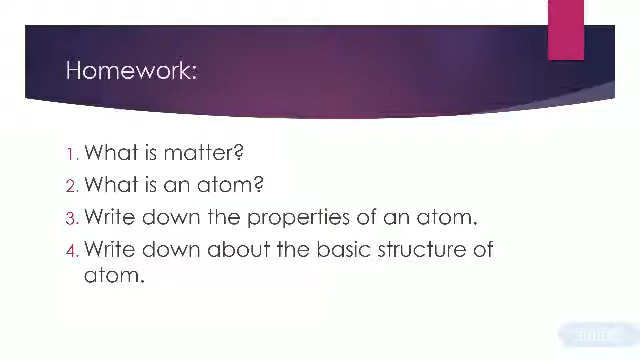 Homework:
1. What is matter?
2. What is an atom?
3. Write down the properties of an atom.
4. Write down about the basic structure of
atom.